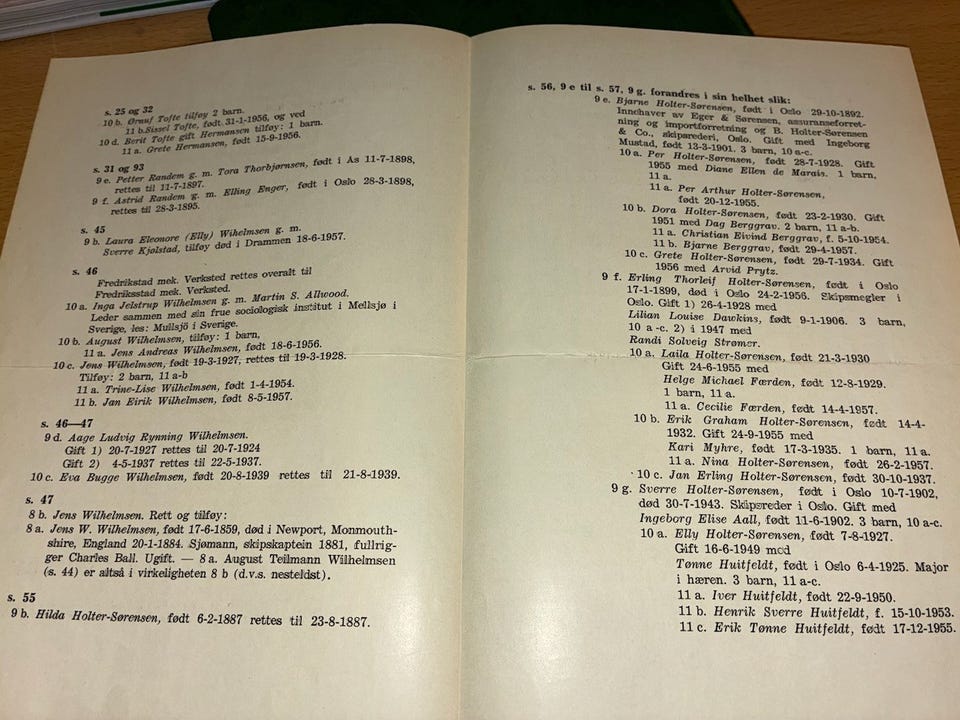 s. 25 og 32
10 b. Ørauf Tofte tilføy 2 barn.
11 b.Sissel Tofte, født 31-1-1956, og ved
10 d. Berit Tofte gift Hermansen tilføy: 1 barn.
11 a. Grete Hermansen, født 15-9-1956.
s. 31 og 93
9 e. Petter Randem g. m. Tora Thorbjørnsen, født i Ås 11-7-1898,
rettes til 11-7-1897.
9 f. Astrid Randem g. m. Elling Enger, født i Oslo 28-3-1898,
rettes til 28-3-1895.
s. 45
9 b. Laura Eleonore (Elly) Wihelmsen g. m.
Sverre Kjølstad, tilføy død i Drammen 18-6-1957.
s. 46
Fredrikstad mek. Verksted rettes overalt til
Fredriksstad mek. Verksted.
10 a. Inga Jelstrup Wilhelmsen g. m. Martin S. Allwood.
Leder sammen med sin frue sociologisk institut i Mellsjø i
Sverige, les: Mullsjö i Sverige.
10 b. August Wilhelmsen, tilføy: 1 barn,
11 a. Jens Andreas Wilhelmsen, født 18-6-1956.
10 c. Jens Wilhelmsen, født 19-3-1927, rettes til 19-3-1928.
Tilføy: 2 barn, 11 a-b
11 a. Trine-Lise Wilhelmsen, født 1-4-1954.
11 b. Jan Eirik Wilhelmsen, født 8-5-1957.
s. 46—47
9 d. Aage Ludvig Rynning Wilhelmsen.
Gift 1) 20-7-1927 rettes til 20-7-1924
Gift 2) 4-5-1937 rettes til 22-5-1937.
10 c. Eva Bugge Wilhelmsen, født 20-8-1939 rettes til 21-8-1939.
s. 47
8 b. Jens Wilhelmsen. Rett og tilføy:
8 a. Jens W. Wilhelmsen, født 17-6-1859, død i Newport, Monmouth-
shire, England 20-1-1884. Sjømann, skipskaptein 1881, fullrig-
ger Charles Ball. Ugift. — 8 a. August Teilmann Wilhelmsen
(s. 44) er altså i virkeligheten 8 b (d.v.s. nesteldst).
s. 55
9 b. Hilda Holter-Sørensen, født 6-2-1887 rettes til 23-8-1887.
s. 56, 9 e til s. 57, 9 g. forandres i sin helhet slik:
9 e. Bjarne Holter-Sørensen, født i Oslo 29-10-1892.
Innehaver av Eger & Sørensen, assuranseforret-
ning og importforretning og B. Holter-Sørensen
& Co., skipsrederi, Oslo. Gift med Ingeborg
Mustad, født 13-3-1901. 3 barn, 10 a-c.
10 a. Per Holter-Sørensen, født 28-7-1928. Gift
1955 med Diane Ellen de Marais. 1 barn,
11 a.
11 a. Per Arthur Holter-Sørensen,
født 20-12-1955.
10 b. Dora Holter-Sørensen, født 23-2-1930. Gift
1951 med Dag Berggrav. 2 barn, 11 a-b.
11 a. Christian Eivind Berggrav, f. 5-10-1954.
11 b. Bjarne Berggrav, født 29-4-1957.
10 c. Grete Holter-Sørensen, født 29-7-1934. Gift
1956 med Arvid Prytz.
9 f. Erling Thorleif Holter-Sørensen, født i Oslo
17-1-1899, død i Oslo 24-2-1956. Skipsmegler i
Oslo. Gift 1) 26-4-1928 med
Lilian Louise Dawkins, født 9-1-1906. 3 barn,
10 a -c. 2) i 1947 med
Randi Solveig Strømer.
10 a. Laila Holter-Sørensen, født 21-3-1930
Gift 24-6-1955 med
Helge Michael Færden, født 12-8-1929.
1 barn, 11 a.
11 a. Cecilie Færden, født 14-4-1957.
10 b. Erik Graham Holter-Sørensen, født 14-4-
1932. Gift 24-9-1955 med
Kari Myhre, født 17-3-1935. 1 barn, 11 a.
11 a. Nina Holter-Sørensen, født 26-2-1957.
10 c. Jan Erling Holter-Sørensen, født 30-10-1937.
9 g. Sverre Holter-Sørensen, født i Oslo 10-7-1902,
død 30-7-1943. Skipsreder i Oslo. Gift med
Ingeborg Elise Aall, født 11-6-1902. 3 barn, 10 a-c.
10 a. Elly Holter-Sørensen, født 7-8-1927.
Gift 16-6-1949 med
Tønne Huitfeldt, født i Oslo 6-4-1925. Major
i hæren. 3 barn, 11 a-c.
11 a. Iver Huitfeldt, født 22-9-1950.
11 b. Henrik Sverre Huitfeldt, f. 15-10-1953.
11 c. Erik Tønne Huitfeldt, født 17-12-1955.